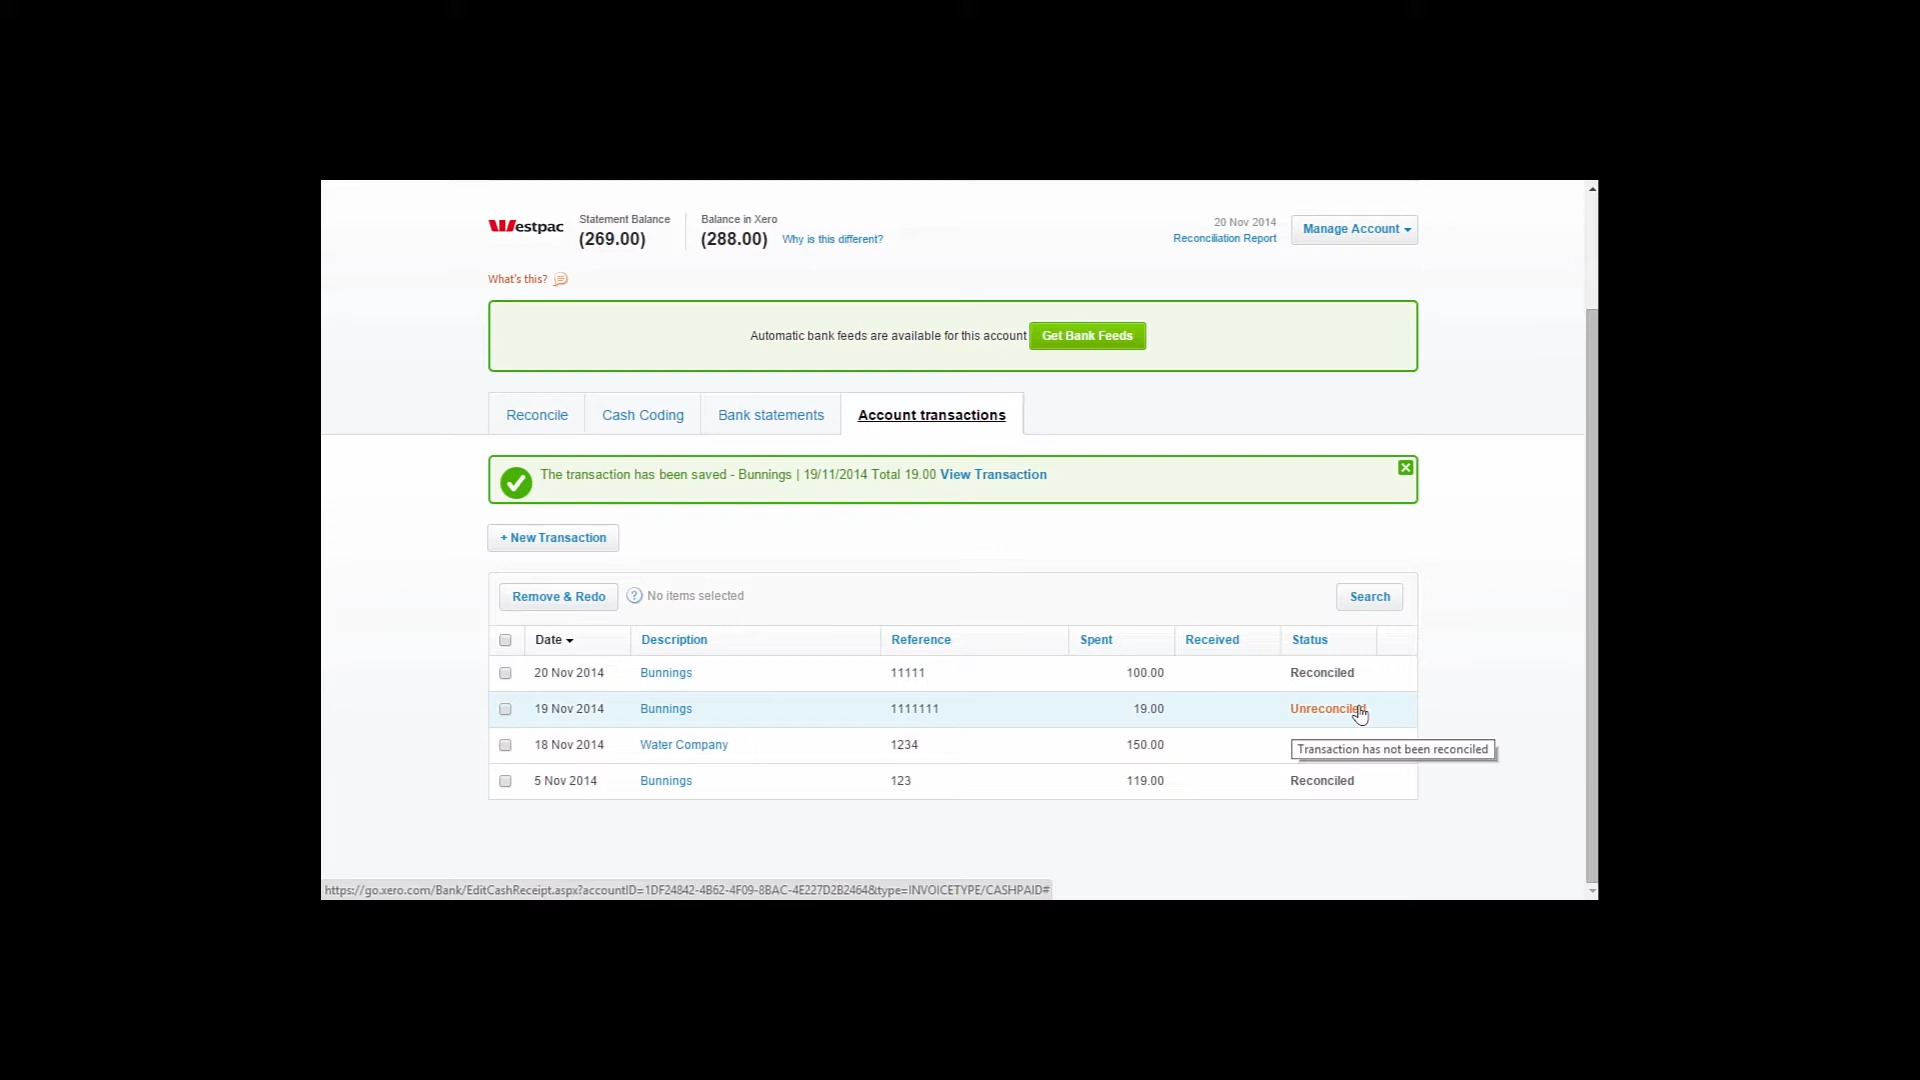 Westpac
Statement Balance
(269.00)
Balance in Xero
(288.00) Why is this different?
20 Nov 2014
Reconciliation Report
Manage Account
What's this?
Automatic bank feeds are available for this account Get Bank Feeds
Reconcile Cash Coding Bank statements Account transactions
The transaction has been saved - Bunnings | 19/11/2014 Total 19.00 View Transaction
+ New Transaction
Remove & Redo ? No items selected Search
Date Description Reference Spent Received Status
20 Nov 2014 Bunnings 11111 100.00 Reconciled
19 Nov 2014 Bunnings 1111111 19.00 Unreconciled
18 Nov 2014 Water Company 1234 150.00
Transaction has not been reconciled
5 Nov 2014 Bunnings 123 119.00 Reconciled
https://go.xero.com/Bank/EditCashReceipt.aspx?accountID=1DF24842-4B62-4F09-8BAC-4E227D2B2464&type=INVOICETYPE/CASHPAID#